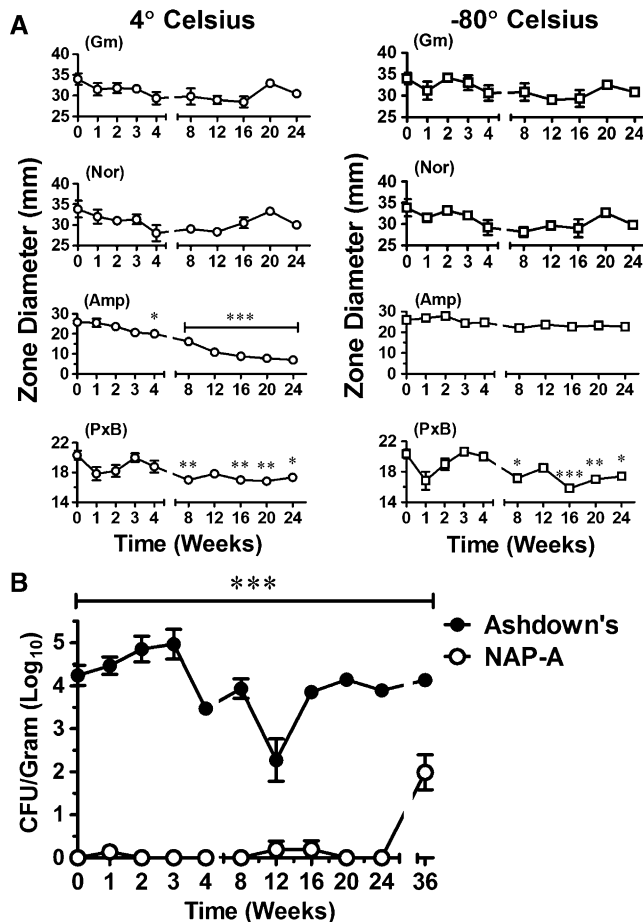 A
4° Celsius
-80° Celsius
Zone Diameter (mm)
Zone Diameter (mm)
(Gm)
40
35
30
25
0 1 2 3 4 8 12 16 20 24
(Gm)
40
35
30
25
0 1 2 3 4 8 12 16 20 24
(Nor)
40
35
30
25
0 1 2 3 4 8 12 16 20 24
(Nor)
40
35
30
25
0 1 2 3 4 8 12 16 20 24
(Amp)
30
20
10
0
* ***
0 1 2 3 4 8 12 16 20 24
(Amp)
30
20
10
0
0 1 2 3 4 8 12 16 20 24
(PxB)
22
18
14
** ** ** *
0 1 2 3 4 8 12 16 20 24
Time (Weeks)
(PxB)
22
18
14
* *** ** *
0 1 2 3 4 8 12 16 20 24
Time (Weeks)
B
***
Ashdown's
NAP-A
CFU/Gram (Log10)
5
4
3
2
1
0
0 1 2 3 4 8 12 16 20 24 36
Time (Weeks)